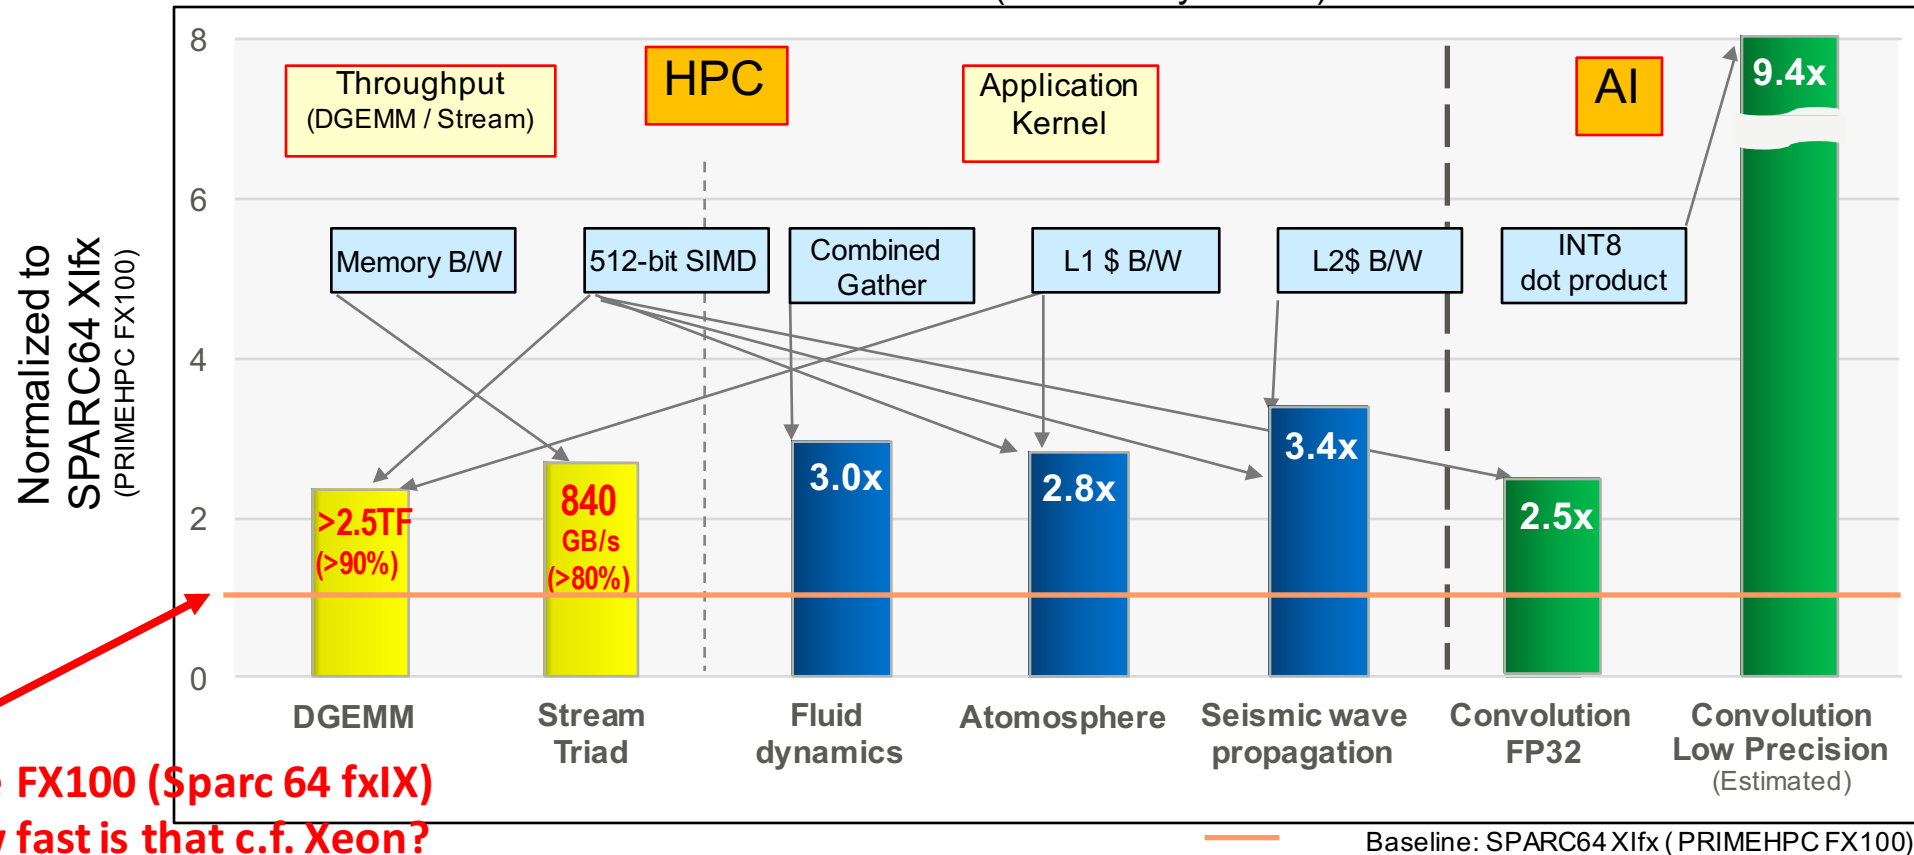 8
6
4
2
0
Normalized to
SPARC64 XIfx
(PRIMEHPC FX100)
Throughput
(DGEMM / Stream)
HPC
Application
Kernel
AI
9.4x
Memory B/W
512-bit SIMD
Combined
Gather
L1 $ B/W
L2$ B/W
INT8
dot product
>2.5TF
(>90%)
840
GB/s
(>80%)
3.0x
2.8x
3.4x
2.5x
DGEMM
Stream
Triad
Fluid
dynamics
Atomosphere
Seismic wave
propagation
Convolution
FP32
Convolution
Low Precision
(Estimated)
FX100 (Sparc 64 fxIX)
fast is that c.f. Xeon?
Baseline: SPARC64 XIfx ( PRIMEHPC FX100)